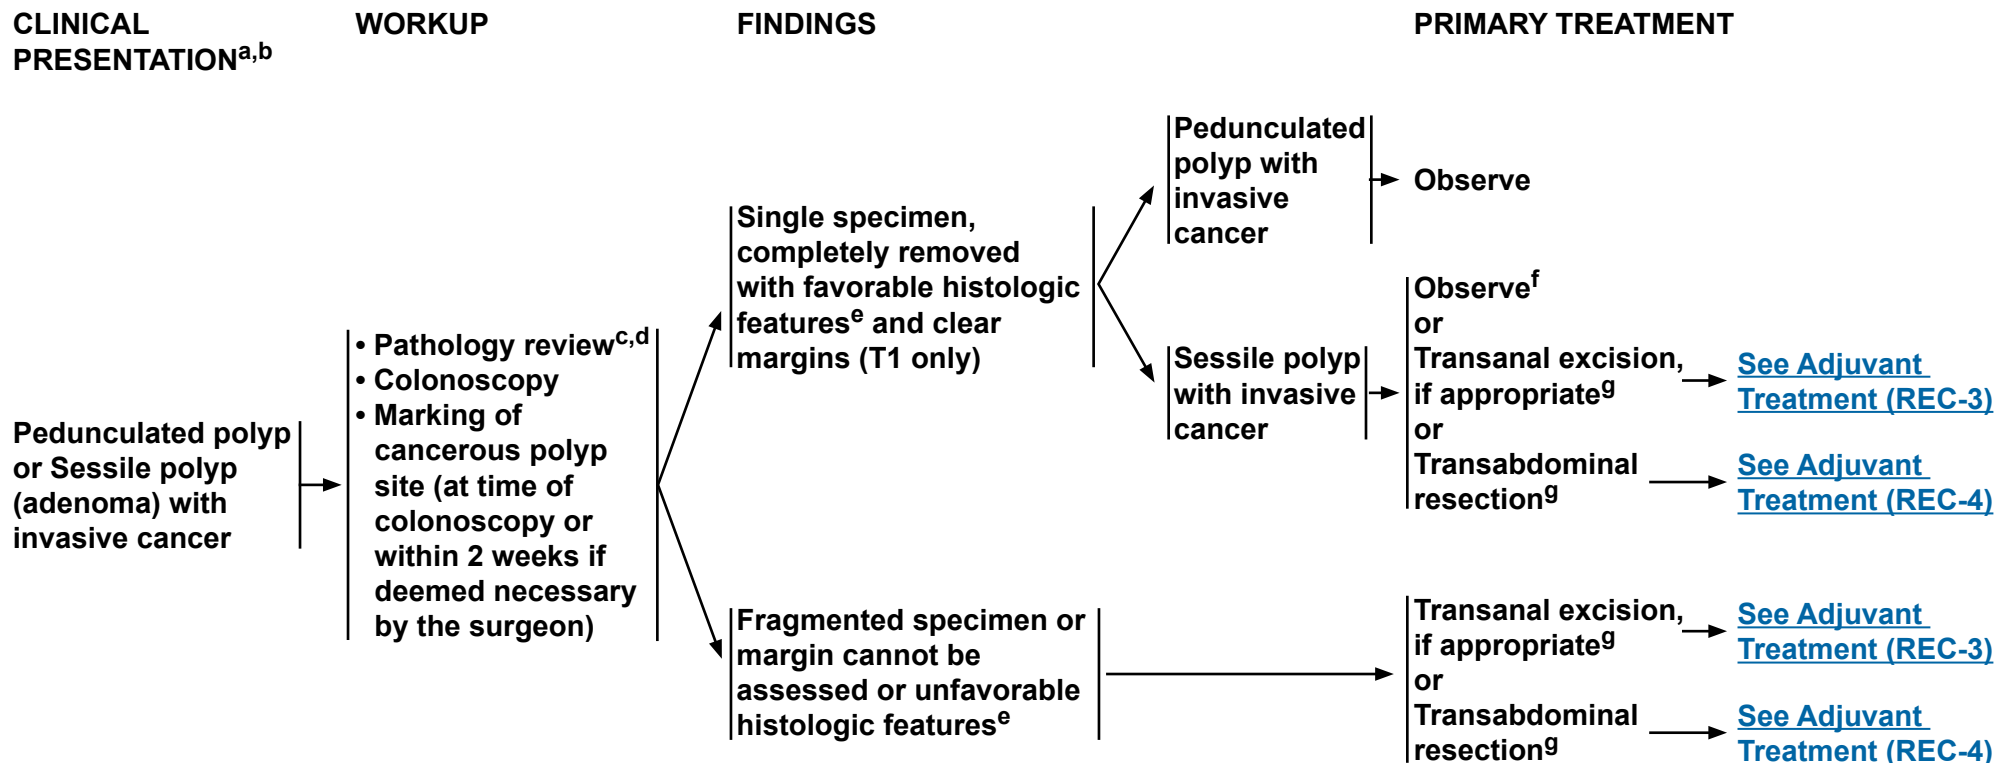 CLINICAL
PRESENTATIONa,b
WORKUP
FINDINGS
PRIMARY TREATMENT
Pedunculated polyp
or Sessile polyp
(adenoma) with
invasive cancer
• Pathology reviewc,d
• Colonoscopy
• Marking of
cancerous polyp
site (at time of
colonoscopy or
within 2 weeks if
deemed necessary
by the surgeon)
Single specimen,
completely removed
with favorable histologic
featurese and clear
margins (T1 only)
Pedunculated
polyp with
invasive
cancer
Observe
Sessile polyp
with invasive
cancer
Observef
or
Transanal excision,
if appropriateg
or
Transabdominal
resectiong
See Adjuvant
Treatment (REC-3)
See Adjuvant
Treatment (REC-4)
Fragmented specimen or
margin cannot be
assessed or unfavorable
histologic featurese
Transanal excision,
if appropriateg
or
Transabdominal
resectiong
See Adjuvant
Treatment (REC-3)
See Adjuvant
Treatment (REC-4)